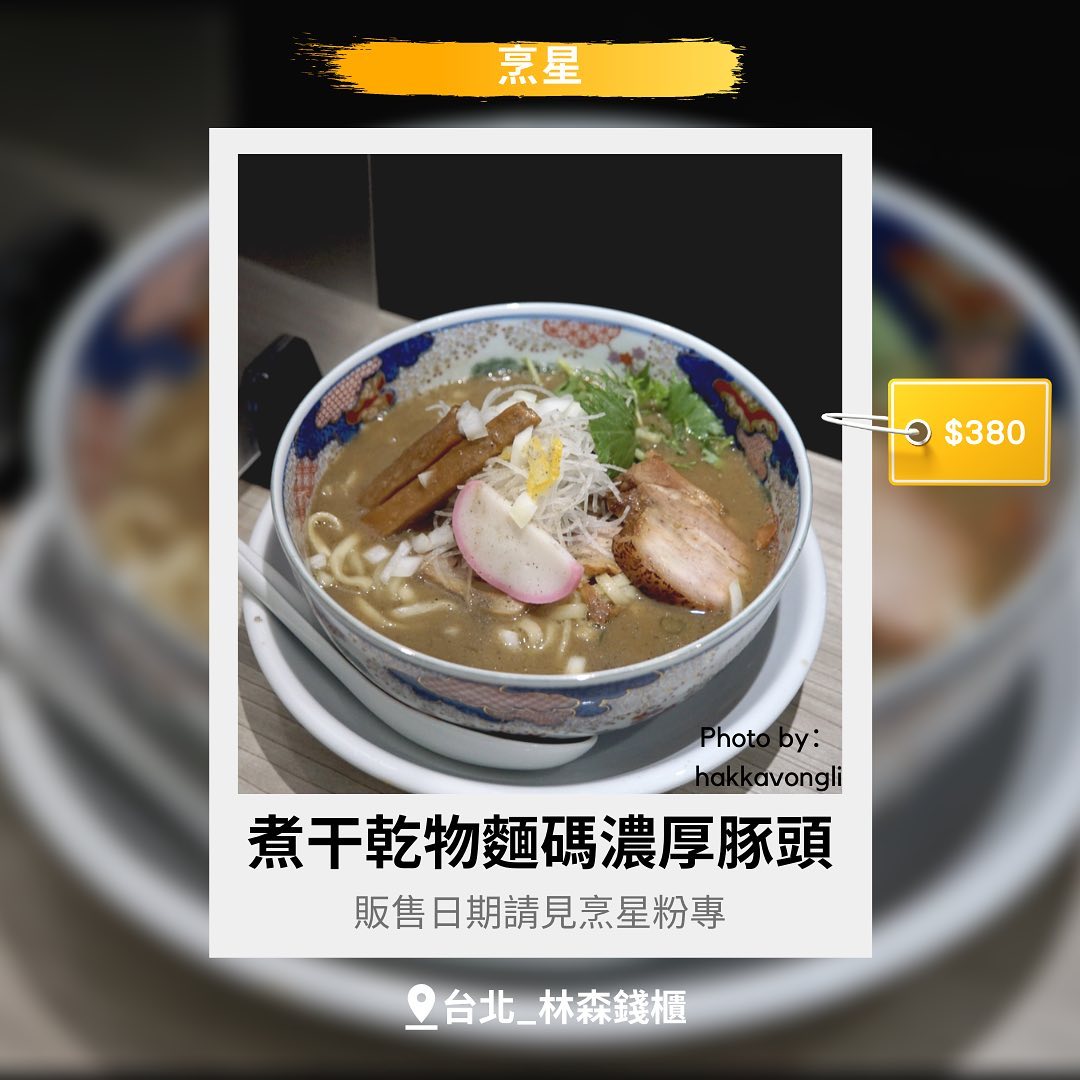 烹星
$380
Photo by：
hakkavongli
煮干乾物麵碼濃厚豚頭
販售日期請見烹星粉專
台北_林森錢櫃